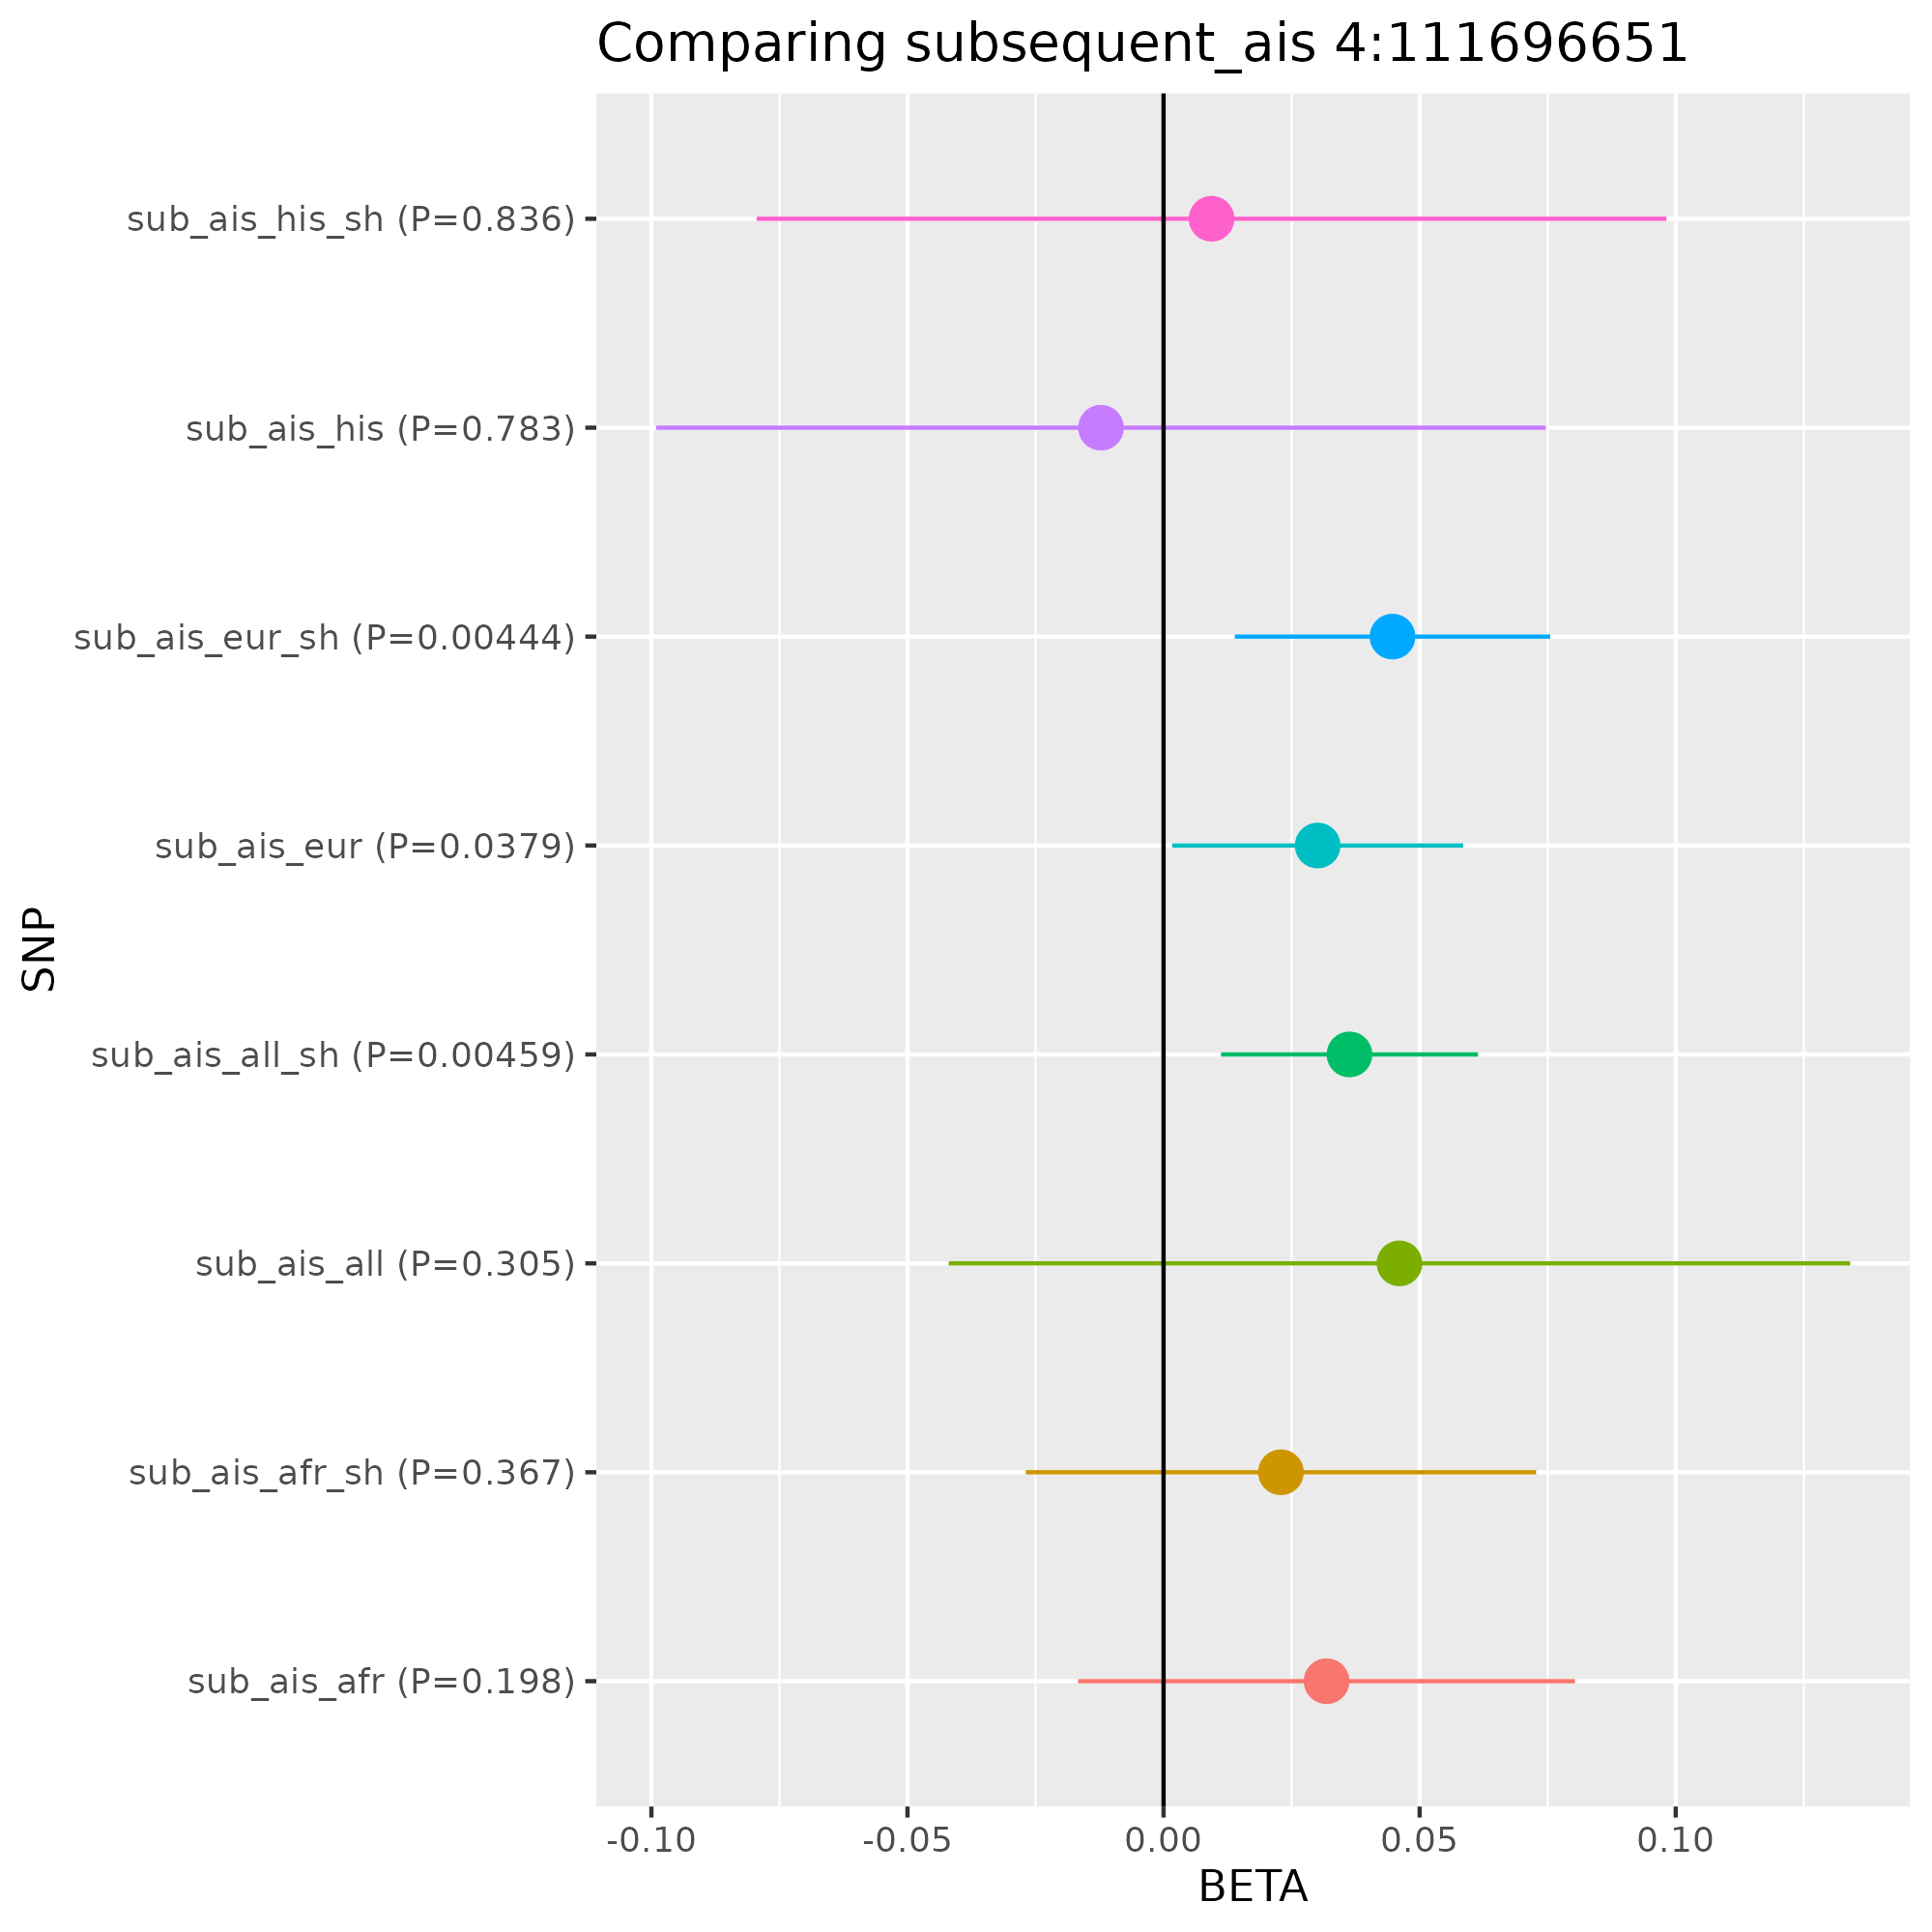 Comparing subsequent_ais 4:111696651
sub_ais_his_sh (P=0.836)
sub_ais_his (P=0.783)
sub_ais_eur_sh (P=0.00444)
sub_ais_eur (P=0.0379)
SNP
sub_ais_all_sh (P=0.00459)
sub_ais_all (P=0.305)
sub_ais_afr_sh (P=0.367)
sub_ais_afr (P=0.198)
-0.10 -0.05 0.00 0.05 0.10
BETA